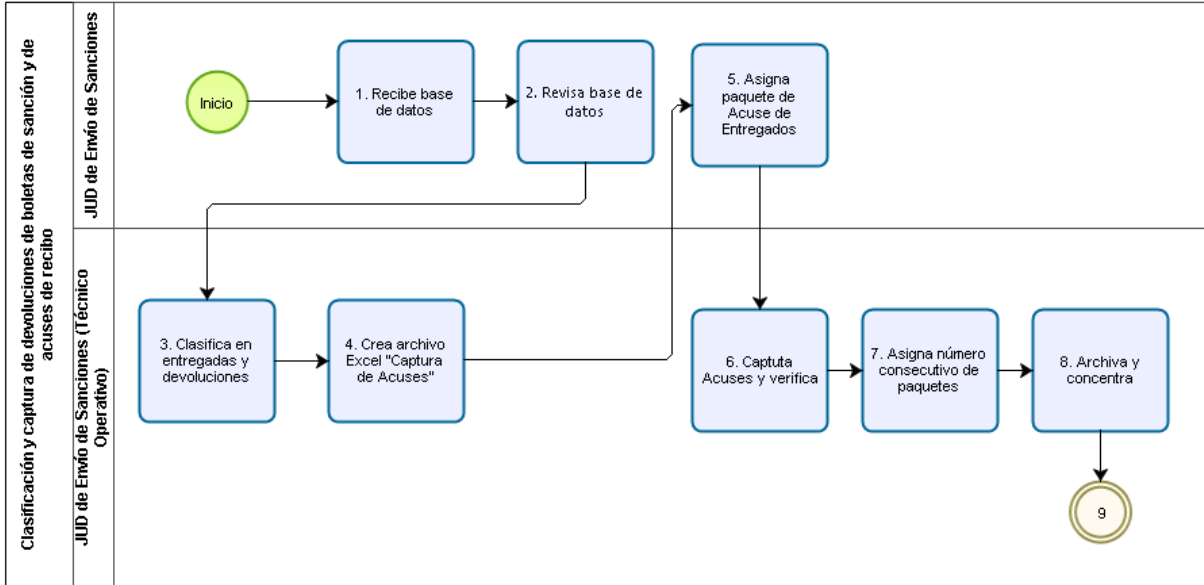 Clasificación y captura de devoluciones de boletas de sanción y de
acuses de recibo
JUD de Envío de Sanciones
Inicio
1. Recibe base
de datos
2. Revisa base de
datos
5. Asigna
paquete de
Acuse de
Entregados
JUD de Envío de Sanciones (Técnico
Operativo)
3. Clasifica en
entregadas y
devoluciones
4. Crea archivo
Excel "Captura
de Acuses"
6. Captuta
Acuses y verifica
7. Asigna número
consecutivo de
paquetes
8. Archiva y
concentra
9